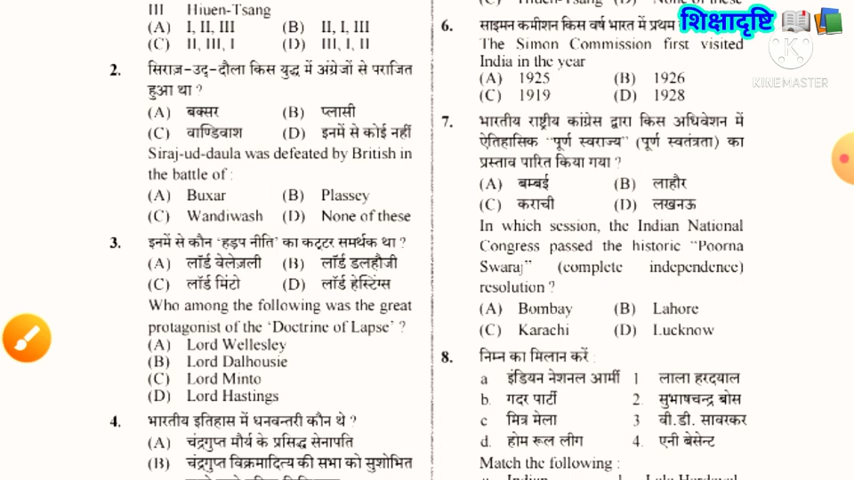 III Hiuen-Tsang
(A) I, II, III (B) II, I, III
(C) II, III, I (D) III, I, II
2. सिराज़-उद्-दौला किस युद्ध में अंग्रेजों से पराजित
हुआ था ?
(A) बक्सर (B) प्लासी
(C) वाण्डिवाश (D) इनमें से कोई नहीं
Siraj-ud-daula was defeated by British in
the battle of :
(A) Buxar (B) Plassey
(C) Wandiwash (D) None of these
3. इनमें से कौन ‘हड़प नीति’ का कट्टर समर्थक था ?
(A) लॉर्ड वेलेज़ली (B) लॉर्ड डलहौजी
(C) लॉर्ड मिंटो (D) लॉर्ड हेस्टिंग्स
Who among the following was the great
protagonist of the ‘Doctrine of Lapse’ ?
(A) Lord Wellesley
(B) Lord Dalhousie
(C) Lord Minto
(D) Lord Hastings
4. भारतीय इतिहास में धनवन्तरी कौन थे ?
(A) चंद्रगुप्त मौर्य के प्रसिद्ध सेनापति
(B) चंद्रगुप्त विक्रमादित्य की सभा को सुशोभित
शिक्षादृष्टि
KINEMASTER
6. साइमन कमीशन किस वर्ष भारत में प्रथम
The Simon Commission first visited
India in the year
(A) 1925 (B) 1926
(C) 1919 (D) 1928
7. भारतीय राष्ट्रीय कांग्रेस द्वारा किस अधिवेशन में
ऐतिहासिक “पूर्ण स्वराज्य” (पूर्ण स्वतंत्रता) का
प्रस्ताव पारित किया गया ?
(A) बम्बई (B) लाहौर
(C) कराची (D) लखनऊ
In which session, the Indian National
Congress passed the historic “Poorna
Swaraj” (complete independence)
resolution ?
(A) Bombay (B) Lahore
(C) Karachi (D) Lucknow
8. निम्न का मिलान करें :
a इंडियन नेशनल आर्मी 1 लाला हरदयाल
b. गदर पार्टी 2. सुभाषचन्द्र बोस
c मित्र मेला 3 वी.डी. सावरकर
d. होम रूल लीग 4. एनी बेसेन्ट
Match the following :